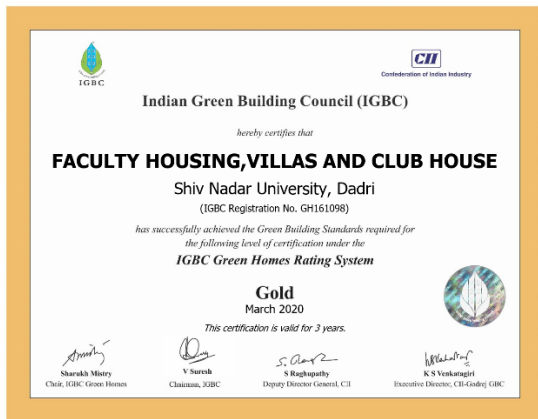 IGBC
CII
Confederation of Indian Industry
Indian Green Building Council (IGBC)
hereby certifies that
FACULTY HOUSING,VILLAS AND CLUB HOUSE
Shiv Nadar University, Dadri
(IGBC Registration No. GH161098)
has successfully achieved the Green Building Standards required for
the following level of certification under the
IGBC Green Homes Rating System
Gold
March 2020
This certification is valid for 3 years.
Sharukh Mistry
Chair, IGBC Green Homes
V Suresh
Chairman, IGBC
S Raghupathy
Deputy Director General, CII
K S Venkatagiri
Executive Director, CII-Godrej GBC